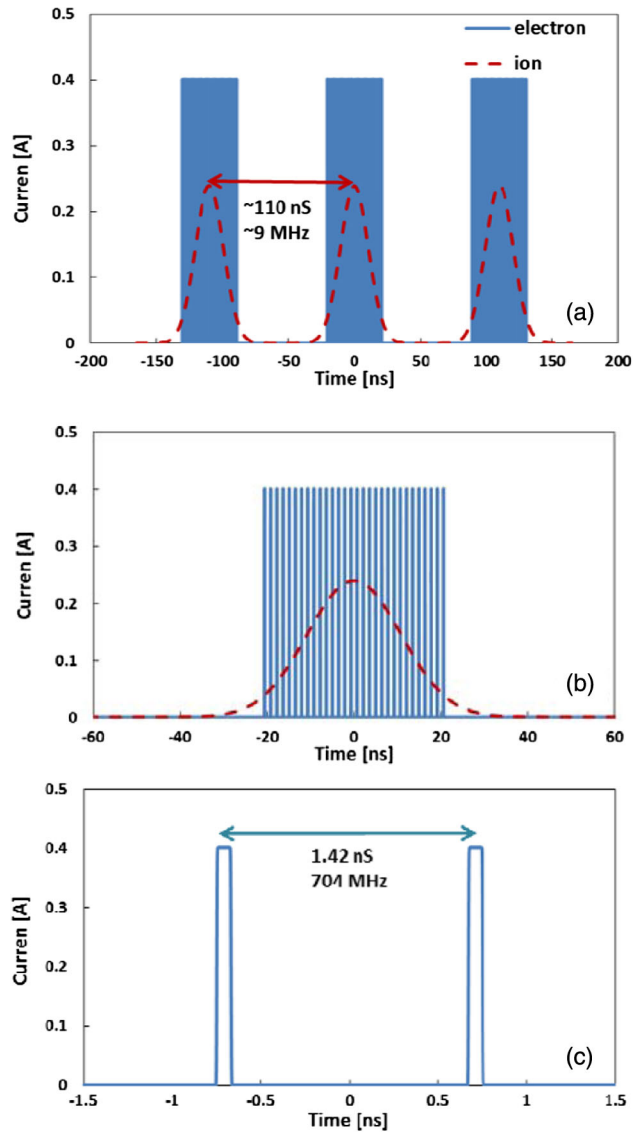 0.5
electron
ion
0.4
0.3
Curren [A]
~110 nS
~9 MHz
0.2
0.1
(a)
0
-200 -150 -100 -50 0 50 100 150 200
Time [ns]
0.5
0.4
0.3
Curren [A]
0.2
0.1
(b)
0
-60 -40 -20 0 20 40 60
Time [ns]
0.5
0.4
1.42 nS
704 MHz
0.3
Curren [A]
0.2
0.1
(c)
0
-1.5 -1 -0.5 0 0.5 1 1.5
Time [ns]